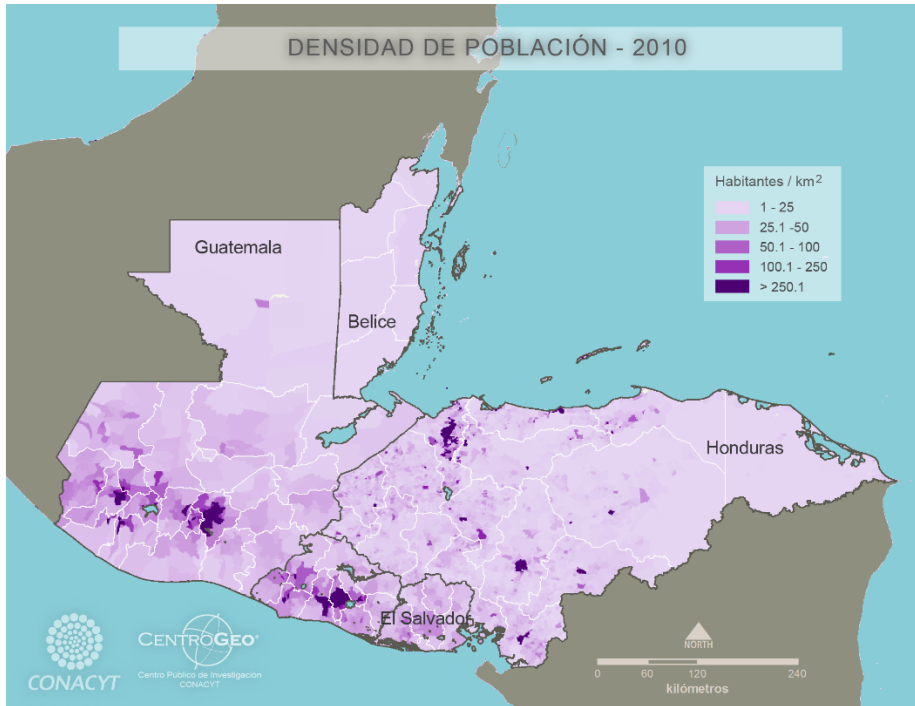 DENSIDAD DE POBLACIÓN - 2010
Habitantes / km²
1 - 25
25.1 -50
50.1 - 100
100.1 - 250
> 250.1
Guatemala
Belice
Honduras
El Salvador
CONACYT
CENTROGEO®
Centro Público de Investigación
CONACYT
NORTH
0 60 120 240
kilómetros